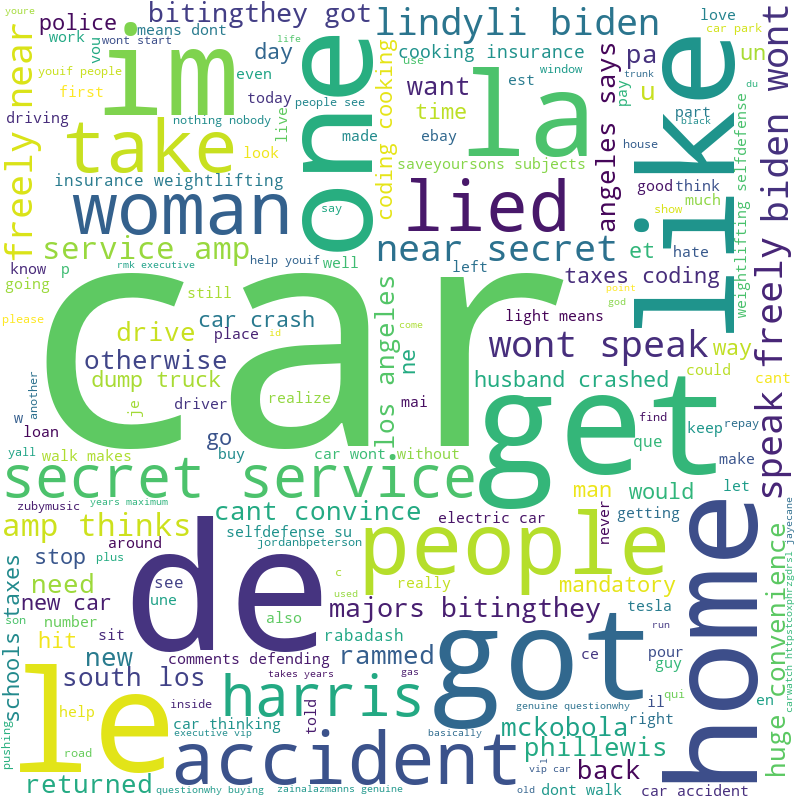 youre
life
car park
love
bitingthey got
lindyli biden
police
means dont
work
vou
wont start
cooking insurance
day
want
pa
un
im
one
la
like
use
window
trunk
du
youif people
even
est
first
people see
today
time
u
pay
freely near
driving
nothing nobody
live
made
ebay
part
black
take
look
coding cooking
saveyoursons subjects
house
angeles says
insurance weightlifting
good
think
much
woman
say
lied
show
weightlifting selfdefense
service amp
help youif
near secret
et
hate
speak freely biden wont
know
p
rmk executive
well
left
taxes coding
going
still
point
god
please
car
car crash
id
los angeles
come
light means
drive
place
wont speak
way
otherwise
ne
could
cant
dump truck
realize
husband crashed
another
je
driver
mai
get
find
w
loan
go
que
keep
repay
yall
walk makes
buy
car wont
without
make
secret service
man
would
let
zubymusic
years maximum
cant convince
electric car
never
getting
home
amp thinks
de
selfdefense su
people
mandatory
jayecane
around
plus
jordanbpeterson
stop
see
c
really
need
une
also
used
tesla
new car
majors bitingthey
run
son
number
sit
rabadash
hit
comments defending
rammed
ce
pour
guy
schools taxes
new
takes years
gas
got
huge convenience
carwatch httpstcoxphrzgdrsl
le
south los
inside
harris
told
il
qui
en
help
car thinking
genuine questionwhy
right
mckobola
pushing
road
executive vip
basically
phillewis
accident
vip car
back
returned
questionwhy buying
zainalazmanns genuine
old
dont walk
car accident